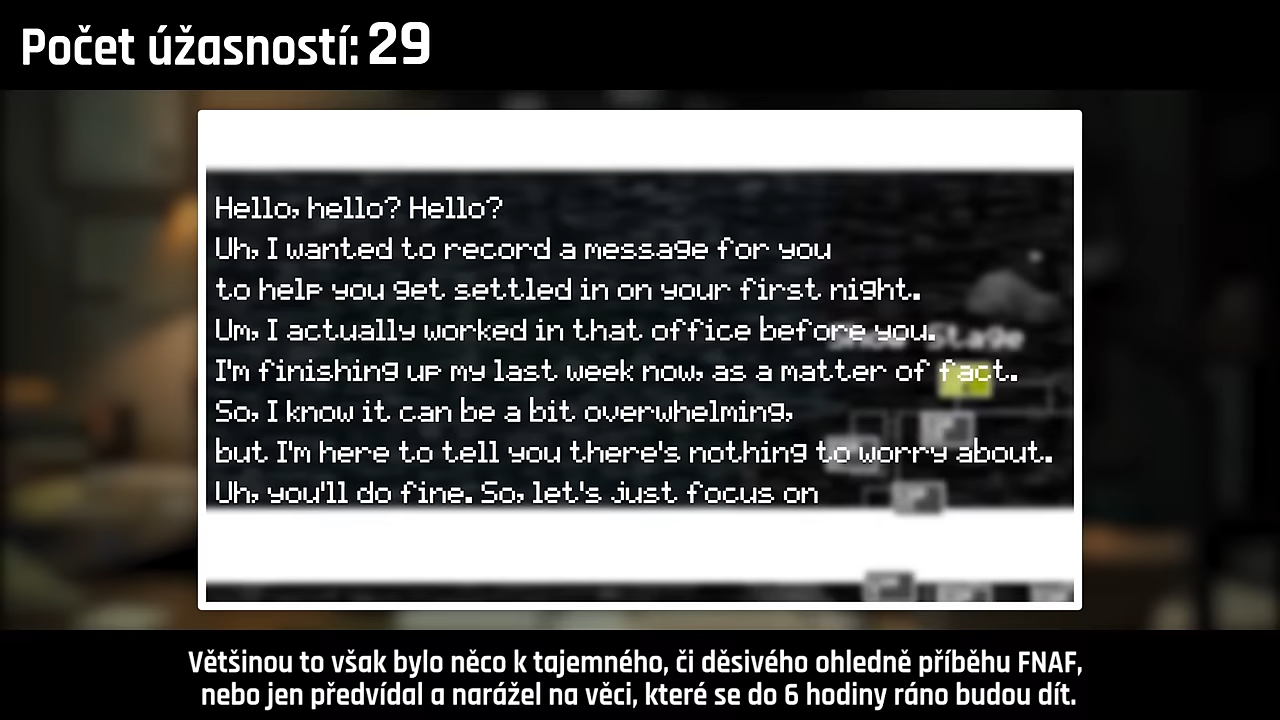 Počet úžasností: 29
Hello, hello? Hello?
Uh, I wanted to record a message for you
to help you get settled in on your first night.
Um, I actually worked in that office before you.
Show Stage
I'm finishing up my last week now, as a matter of fact.
So, I know it can be a bit overwhelming,
but I'm here to tell you there's nothing to worry about.
Uh, you'll do fine. So, let's just focus on
Většinou to však bylo něco k tajemného, či děsivého ohledně příběhu FNAF,
nebo jen předvídal a narážel na věci, které se do 6 hodiny ráno budou dít.